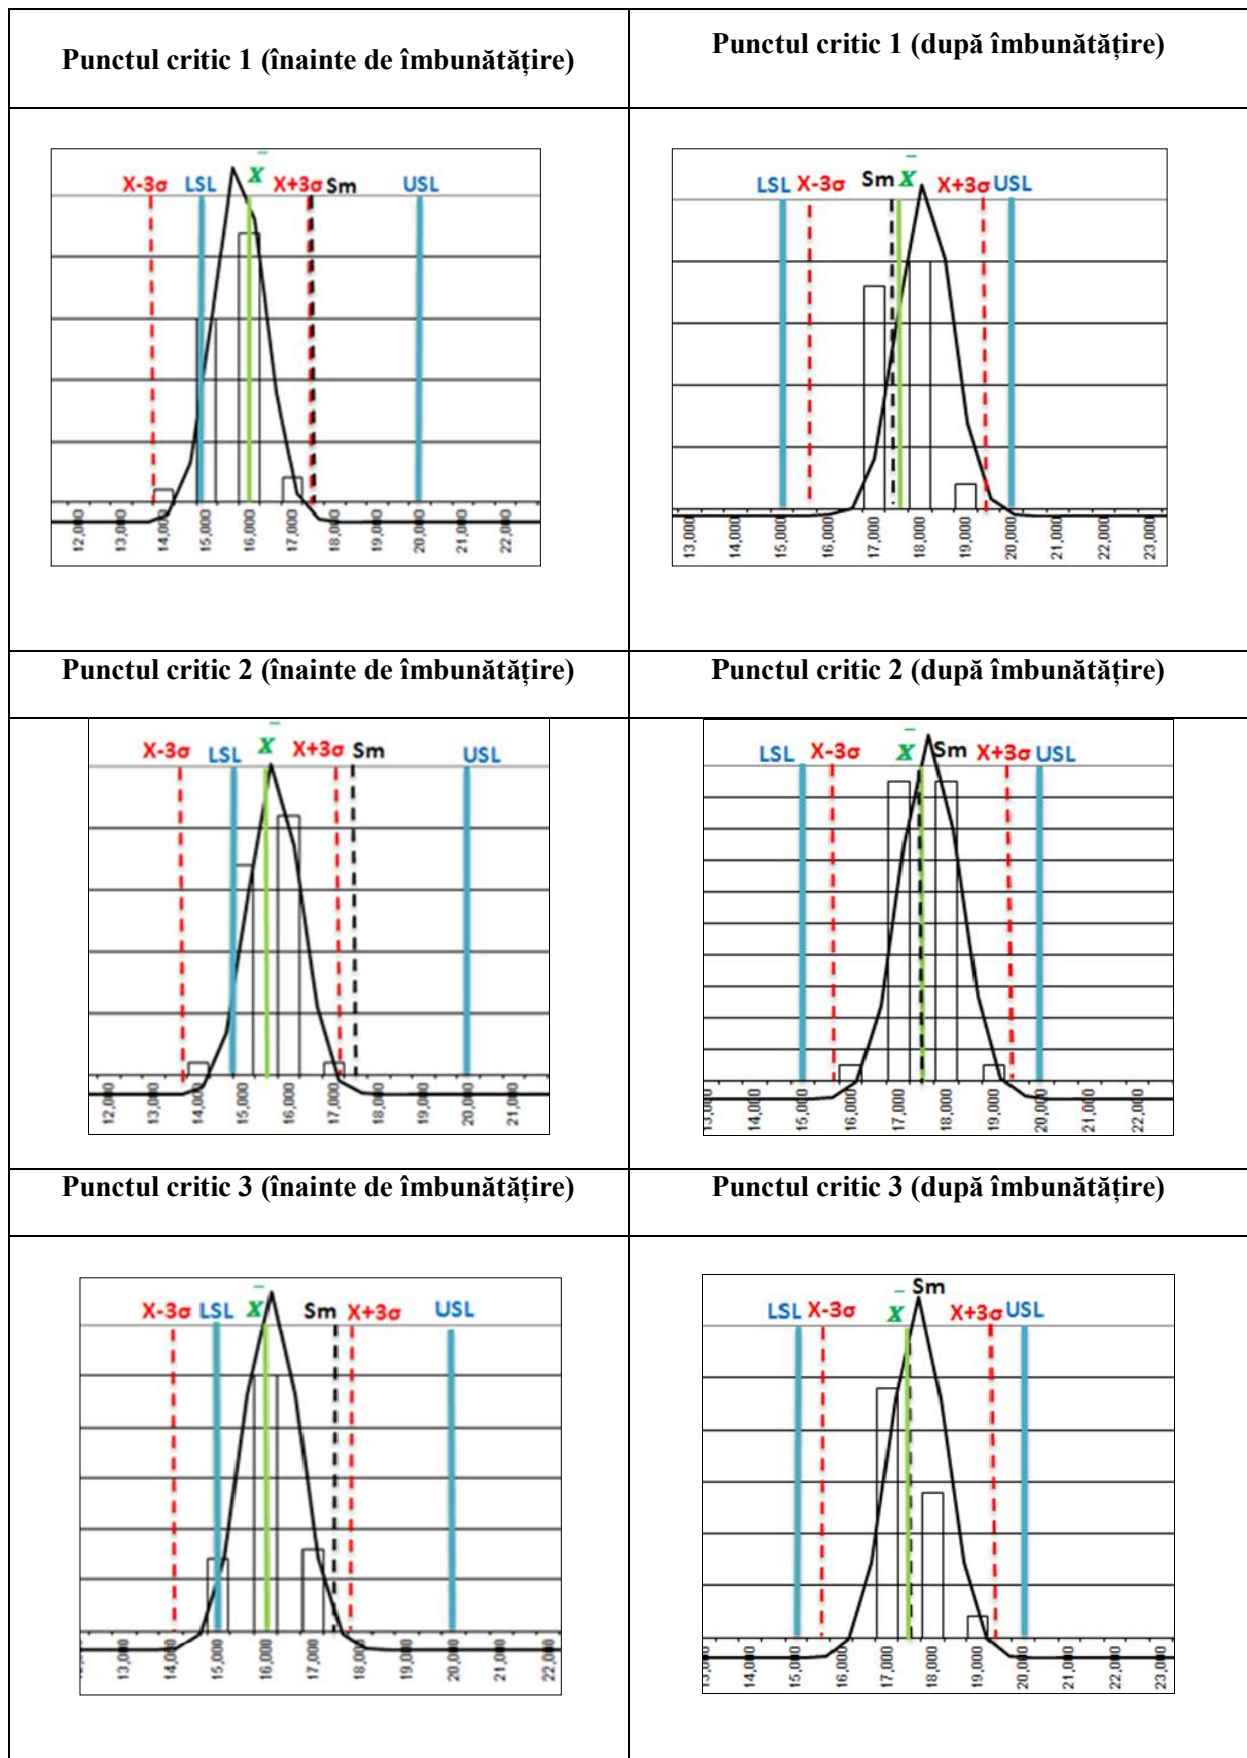 Punctul critic 1 (înainte de îmbunătățire)
Punctul critic 1 (după îmbunătățire)
X-3σ LSL x̄ X+3σ Sm USL
12,000 13,000 14,000 15,000 16,000 17,000 18,000 19,000 20,000 21,000 22,000
LSL X-3σ Sm x̄ X+3σ USL
13,000 14,000 15,000 16,000 17,000 18,000 19,000 20,000 21,000 22,000 23,000
Punctul critic 2 (înainte de îmbunătățire)
Punctul critic 2 (după îmbunătățire)
X-3σ LSL x̄ X+3σ Sm USL
12,000 13,000 14,000 15,000 16,000 17,000 18,000 19,000 20,000 21,000
LSL X-3σ x̄ Sm X+3σ USL
13,000 14,000 15,000 16,000 17,000 18,000 19,000 20,000 21,000 22,000
Punctul critic 3 (înainte de îmbunătățire)
Punctul critic 3 (după îmbunătățire)
X-3σ LSL x̄ Sm X+3σ USL
13,000 14,000 15,000 16,000 17,000 18,000 19,000 20,000 21,000 22,000
Sm
LSL X-3σ x̄ X+3σ USL
13,000 14,000 15,000 16,000 17,000 18,000 19,000 20,000 21,000 22,000 23,000